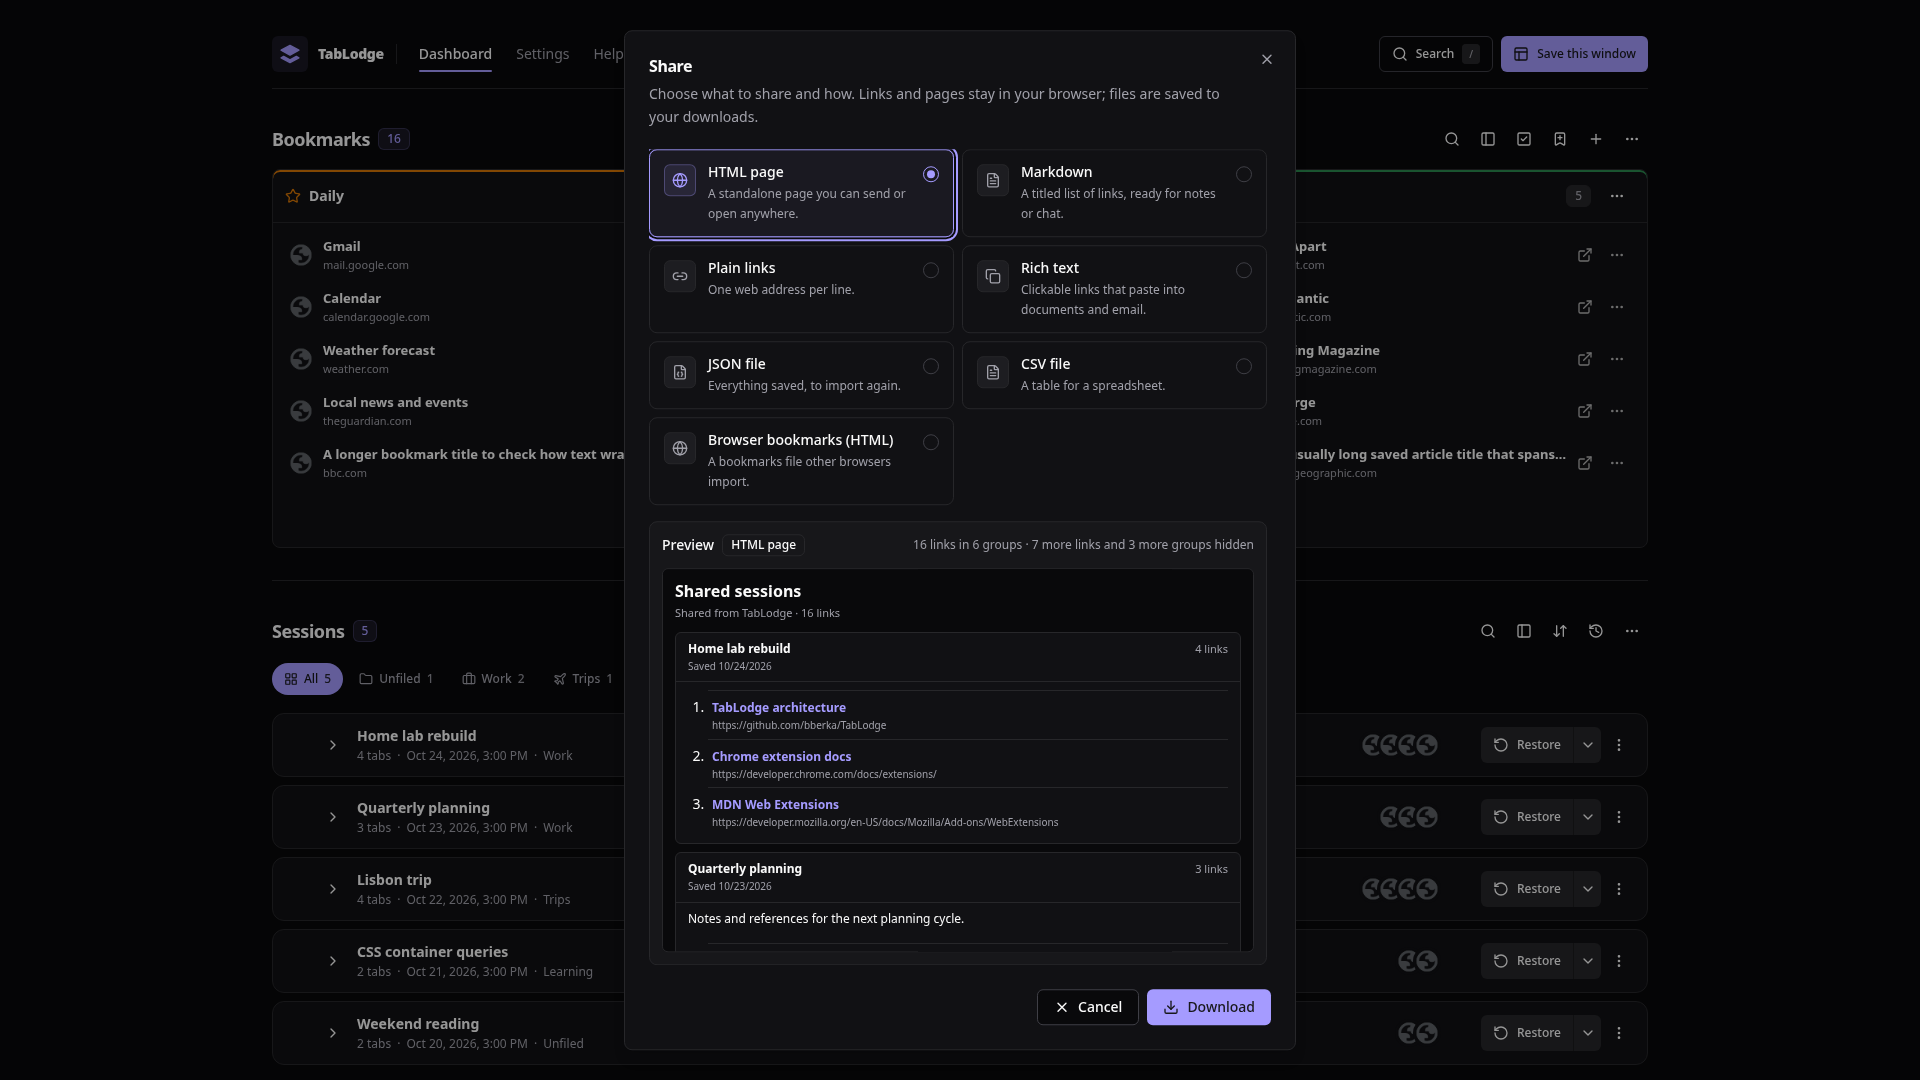 TabLodge
Dashboard
Settings
Help
Search /
Save this window
Bookmarks 16
Daily
Gmail
mail.google.com
Calendar
calendar.google.com
Weather forecast
weather.com
Local news and events
theguardian.com
A longer bookmark title to check how text wra
bbc.com
5
Apart
t.com
antic
tic.com
ing Magazine
gmagazine.com
rge
.com
sually long saved article title that spans...
geographic.com
Sessions 5
All 5
Unfiled 1
Work 2
Trips 1
Home lab rebuild
4 tabs · Oct 24, 2026, 3:00 PM · Work
Restore
Quarterly planning
3 tabs · Oct 23, 2026, 3:00 PM · Work
Restore
Lisbon trip
4 tabs · Oct 22, 2026, 3:00 PM · Trips
Restore
CSS container queries
2 tabs · Oct 21, 2026, 3:00 PM · Learning
Restore
Weekend reading
2 tabs · Oct 20, 2026, 3:00 PM · Unfiled
Restore
Share
Choose what to share and how. Links and pages stay in your browser; files are saved to
your downloads.
HTML page
A standalone page you can send or
open anywhere.
Markdown
A titled list of links, ready for notes
or chat.
Plain links
One web address per line.
Rich text
Clickable links that paste into
documents and email.
JSON file
Everything saved, to import again.
CSV file
A table for a spreadsheet.
Browser bookmarks (HTML)
A bookmarks file other browsers
import.
Preview HTML page
16 links in 6 groups · 7 more links and 3 more groups hidden
Shared sessions
Shared from TabLodge · 16 links
Home lab rebuild
4 links
Saved 10/24/2026
1. TabLodge architecture
https://github.com/bberka/TabLodge
2. Chrome extension docs
https://developer.chrome.com/docs/extensions/
3. MDN Web Extensions
https://developer.mozilla.org/en-US/docs/Mozilla/Add-ons/WebExtensions
Quarterly planning
3 links
Saved 10/23/2026
Notes and references for the next planning cycle.
Cancel
Download